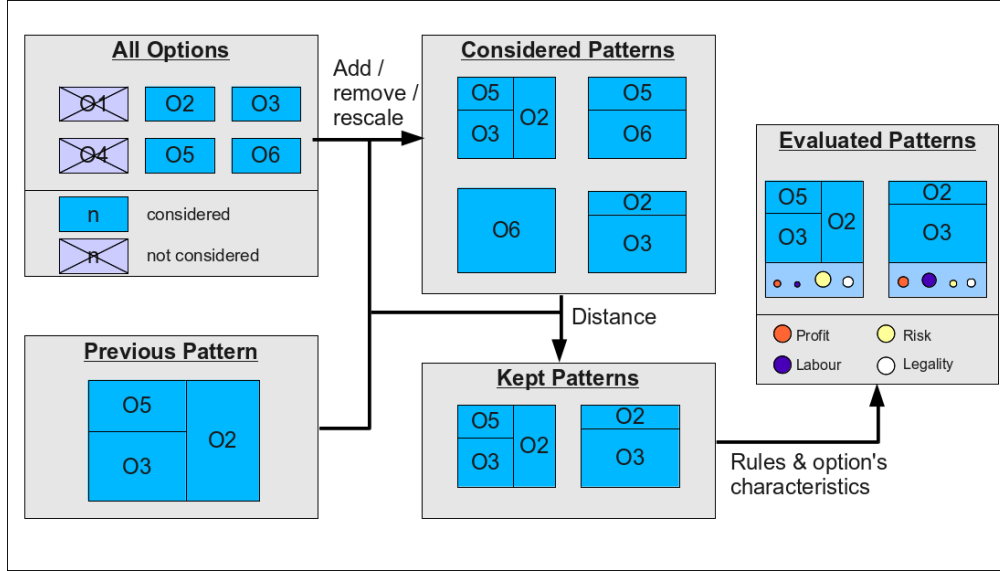 All Options
O1 O2 O3
O4 O5 O6
n considered
n not considered
Previous Pattern
O5
O2
O3
Add /
remove /
rescale
Considered Patterns
O5
O2
O3
O5
O6
O6
O2
O3
Distance
Kept Patterns
O5
O2
O3
O2
O3
Rules & option's
characteristics
Evaluated Patterns
O5
O2
O3
O2
O3
Profit Risk
Labour Legality